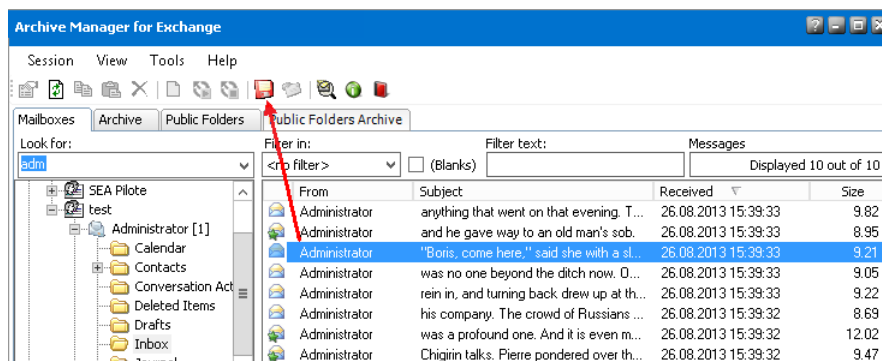 Archive Manager for Exchange
Session View Tools Help
Mailboxes Archive Public Folders Public Folders Archive
Look for: Filter in: Filter text: Messages
adm <no filter> (Blanks) Displayed 10 out of 10
From Subject Received Size
SEA Pilote
test
Administrator [1]
Calendar
Contacts
Conversation Act
Deleted Items
Drafts
Inbox
Journal
Administrator anything that went on that evening. T... 26.08.2013 15:39:33 9.82
Administrator and he gave way to an old man's sob. 26.08.2013 15:39:33 8.95
Administrator "Boris, come here," said she with a sl... 26.08.2013 15:39:33 9.21
Administrator was no one beyond the ditch now. O... 26.08.2013 15:39:33 9.05
Administrator rein in, and turning back drew up at th... 26.08.2013 15:39:33 9.22
Administrator his company. The crowd of Russians ... 26.08.2013 15:39:32 8.69
Administrator was a profound one. And it is even m... 26.08.2013 15:39:32 12.02
Administrator Chigirin talks. Pierre pondered over th... 26.08.2013 15:39:32 9.47